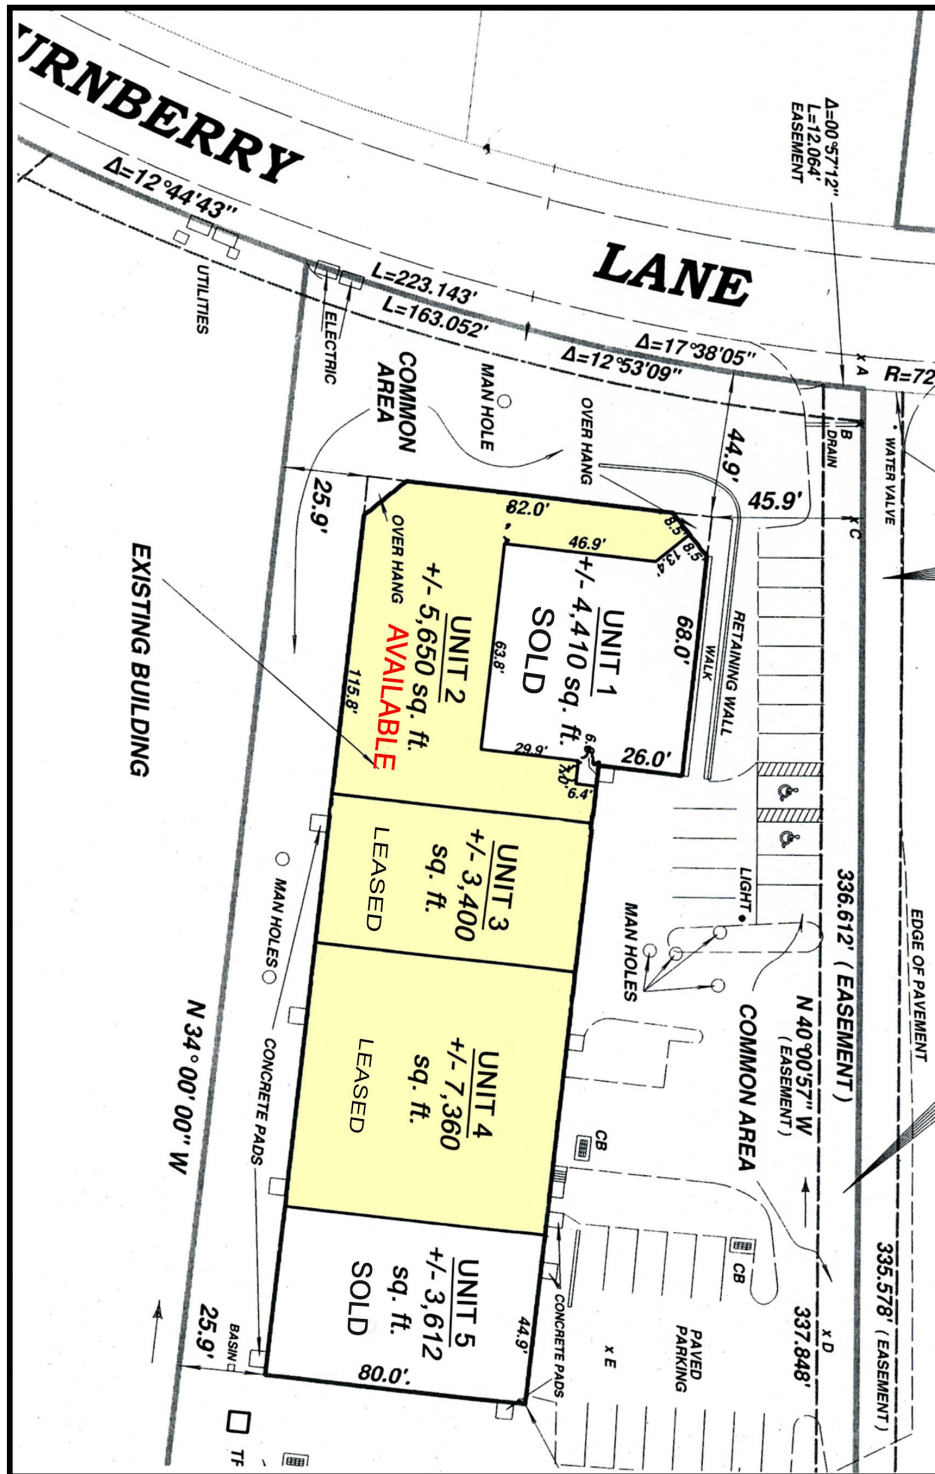 URNBERRY
LANE
Δ=00°57'12"
L=12.064'
EASEMENT
Δ=12°44'43"
UTILITIES
ELECTRIC
L=223.143'
L=163.052'
Δ=17°38'05"
Δ=12°53'09"
x A
R=72
B
DRAIN
WATER VALVE
x C
COMMON
AREA
MAN HOLE
OVER HANG
44.9'
45.9'
25.9'
OVER HANG
82.0'
46.9'
8.5'
8.5'
13.4'
68.0'
WALK
RETAINING WALL
63.8'
UNIT 1
+/- 4,410 sq. ft.
SOLD
UNIT 2
+/- 5,650 sq. ft.
AVAILABLE
115.8'
29.9'
26.0'
6.4'
EXISTING BUILDING
UNIT 3
+/- 3,400
sq. ft.
LEASED
LIGHT
MAN HOLES
MAN HOLES
336.612' ( EASEMENT )
EDGE OF PAVEMENT
N 40°00'57" W
( EASEMENT )
COMMON AREA
UNIT 4
+/- 7,360
sq. ft.
LEASED
N 34°00'00" W
CONCRETE PADS
CB
CB
UNIT 5
+/- 3,612
sq. ft.
SOLD
44.9'
80.0'
CONCRETE PADS
PAVED
PARKING
x E
x D
337.848'
335.578' ( EASEMENT )
25.9'
BASIN
TF